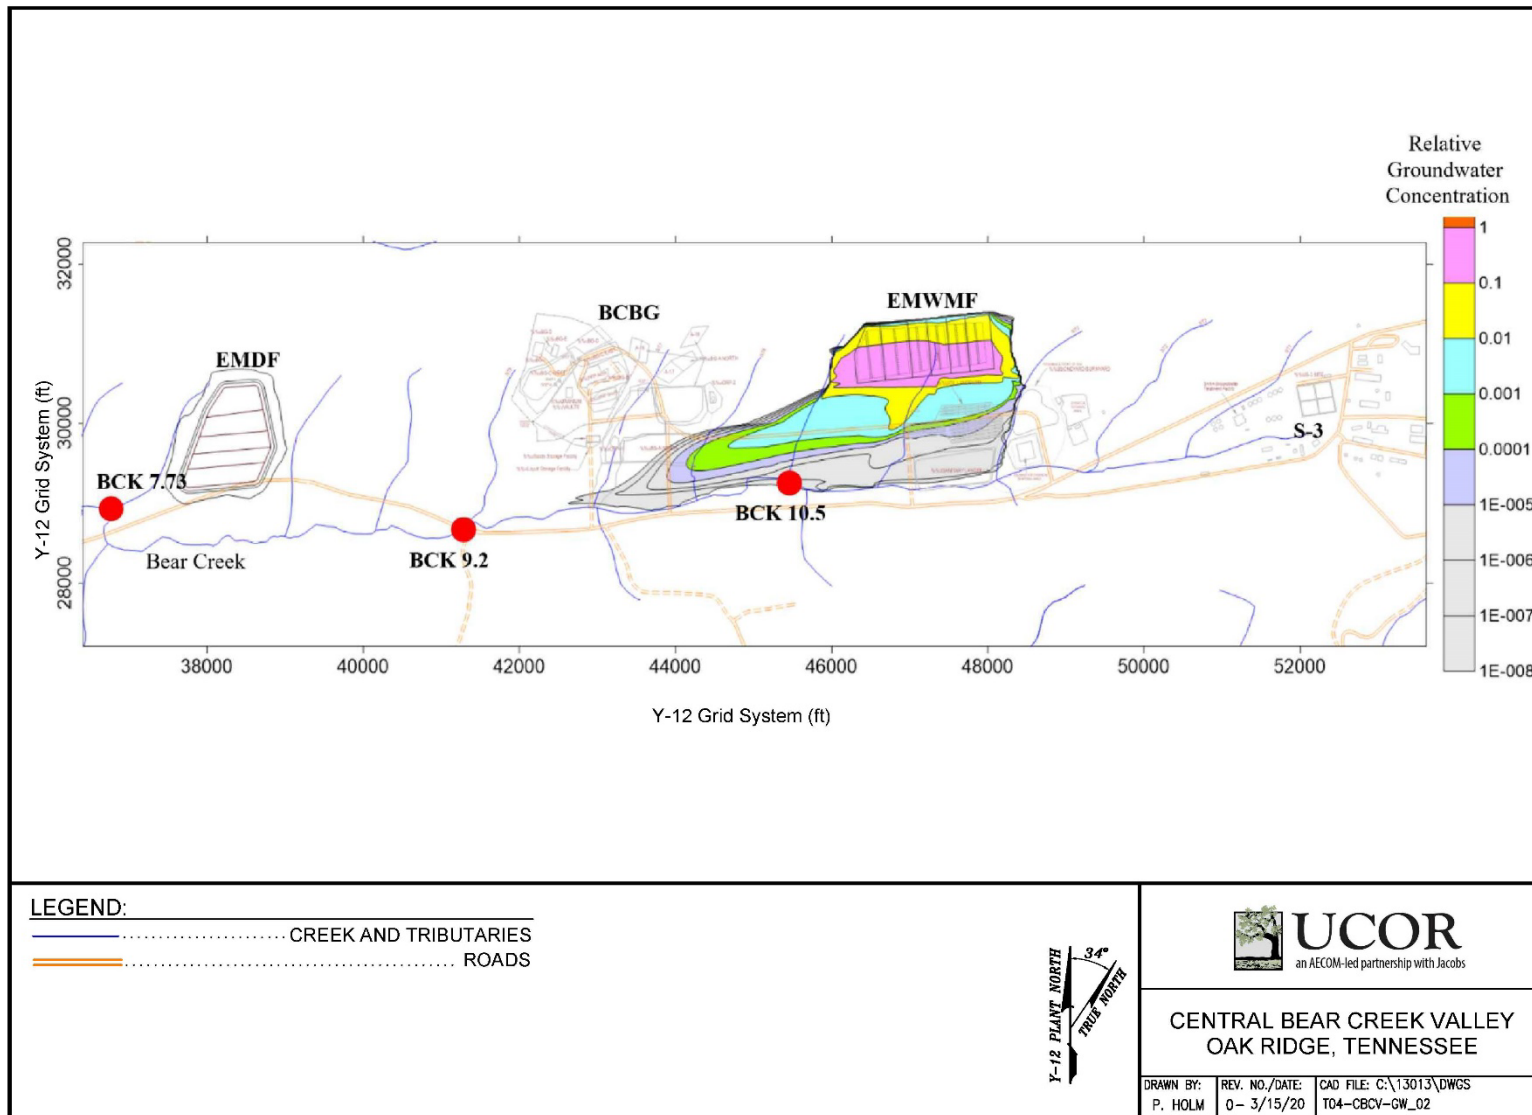 Relative
Groundwater
Concentration
1
0.1
0.01
0.001
0.0001
1E-005
1E-006
1E-007
1E-008
32000
30000
28000
Y-12 Grid System (ft)
EMDF
BCBG
EMWMF
S-3
BCK 7.73
BCK 9.2
BCK 10.5
Bear Creek
38000
40000
42000
44000
46000
48000
50000
52000
Y-12 Grid System (ft)
LEGEND:
CREEK AND TRIBUTARIES
ROADS
Y-12 PLANT NORTH
34°
TRUE NORTH
UCOR
an AECOM-led partnership with Jacobs
CENTRAL BEAR CREEK VALLEY
OAK RIDGE, TENNESSEE
DRAWN BY:
P. HOLM
REV. NO./DATE:
0- 3/15/20
CAD FILE: C:\13013\DWGS
T04-CBCV-GW_02